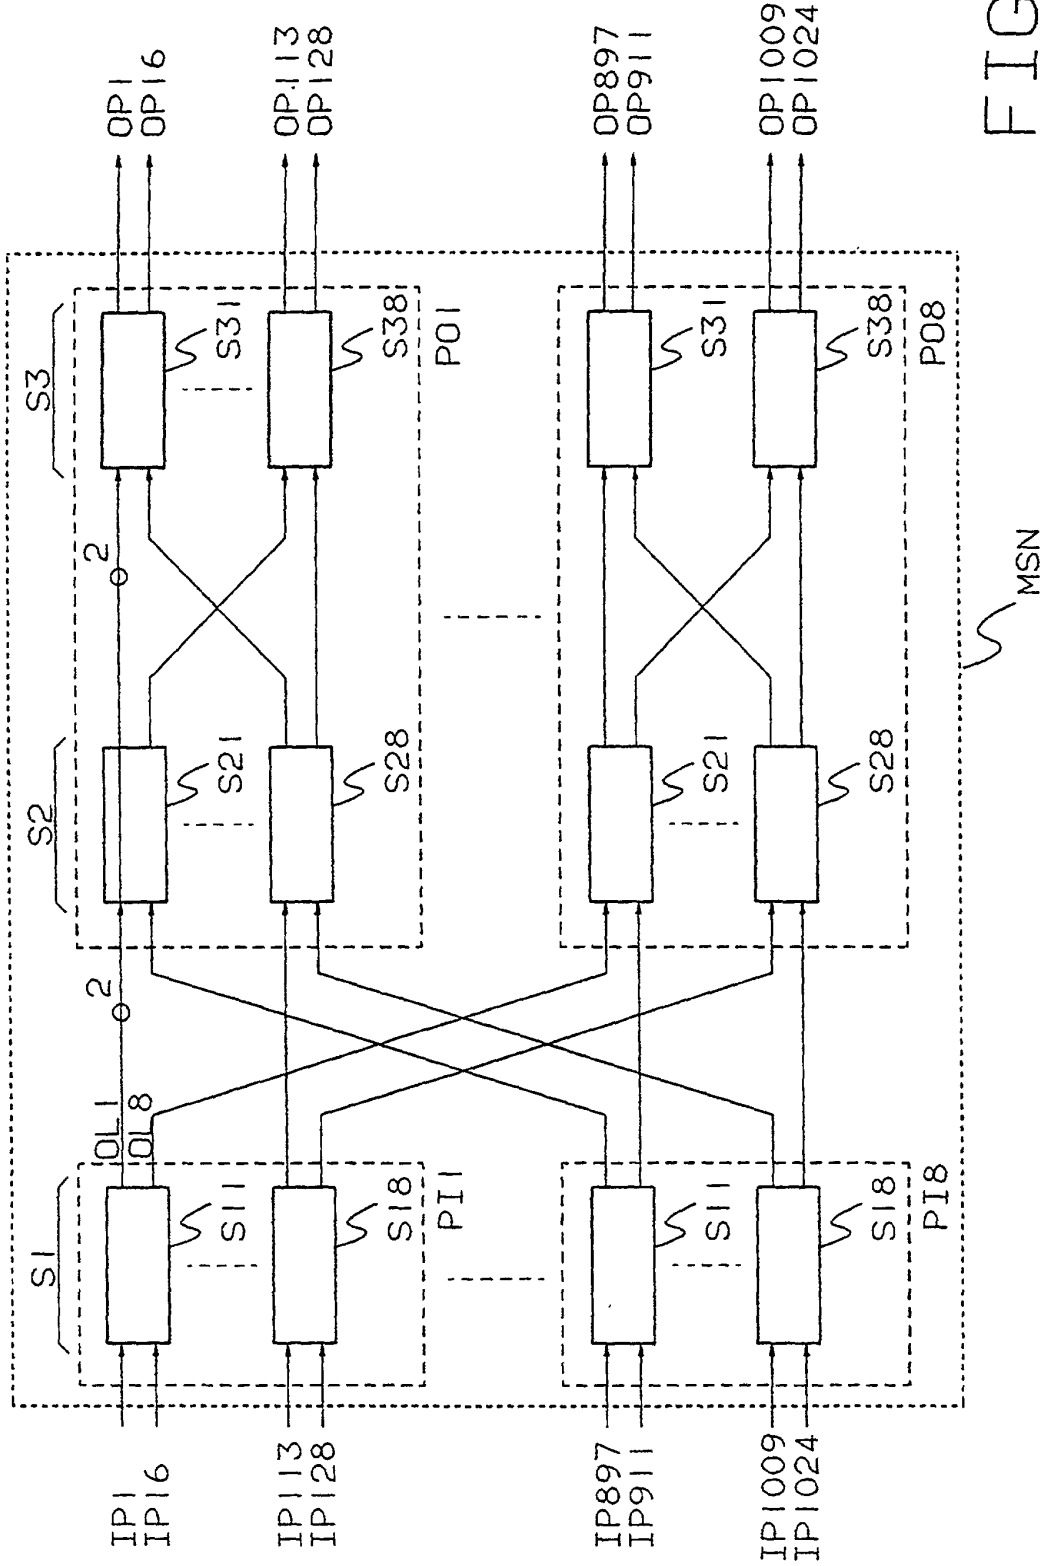 S1
S2
S3
IP1
IP16
OL1
OL8
2
2
OP1
OP16
S11
S21
S31
IP113
IP128
OP113
OP128
S18
S28
S38
PI1
PO1
IP897
IP911
OP897
OP911
S11
S21
S31
IP1009
IP1024
OP1009
OP1024
S18
S28
S38
PI8
PO8
MSN
FIG